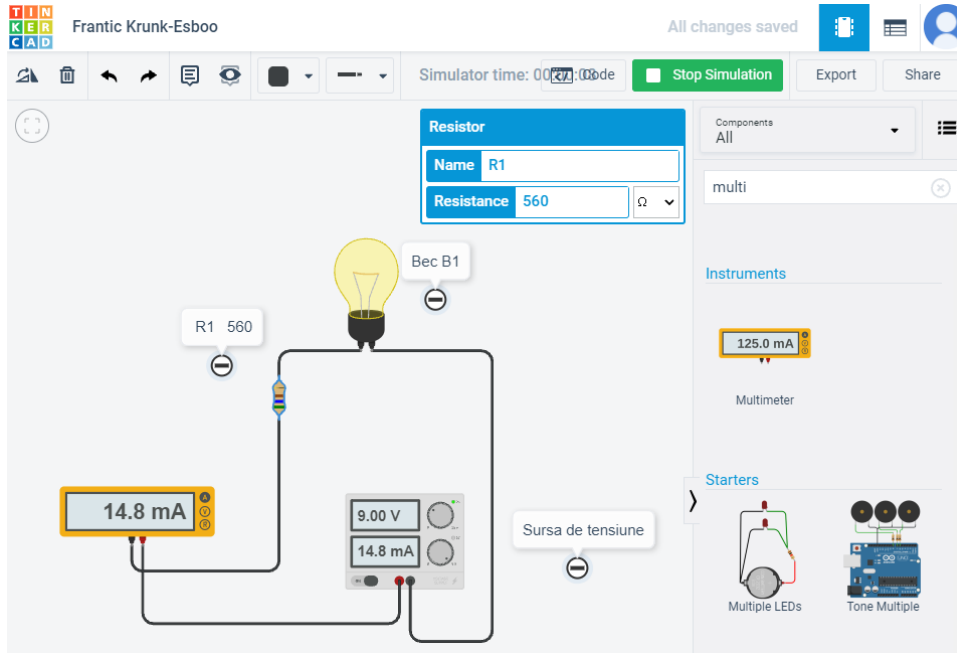 TIN
KER
CAD
Frantic Krunk-Esboo
All changes saved
Simulator time:
Code
Stop Simulation
Export
Share
Resistor
Name R1
Resistance 560 Ω
Components
All
multi
Bec B1
R1 560
Instruments
125.0 mA
Multimeter
14.8 mA
A
V
R
9.00 V
14.8 mA
Sursa de tensiune
Starters
Multiple LEDs
Tone Multiple